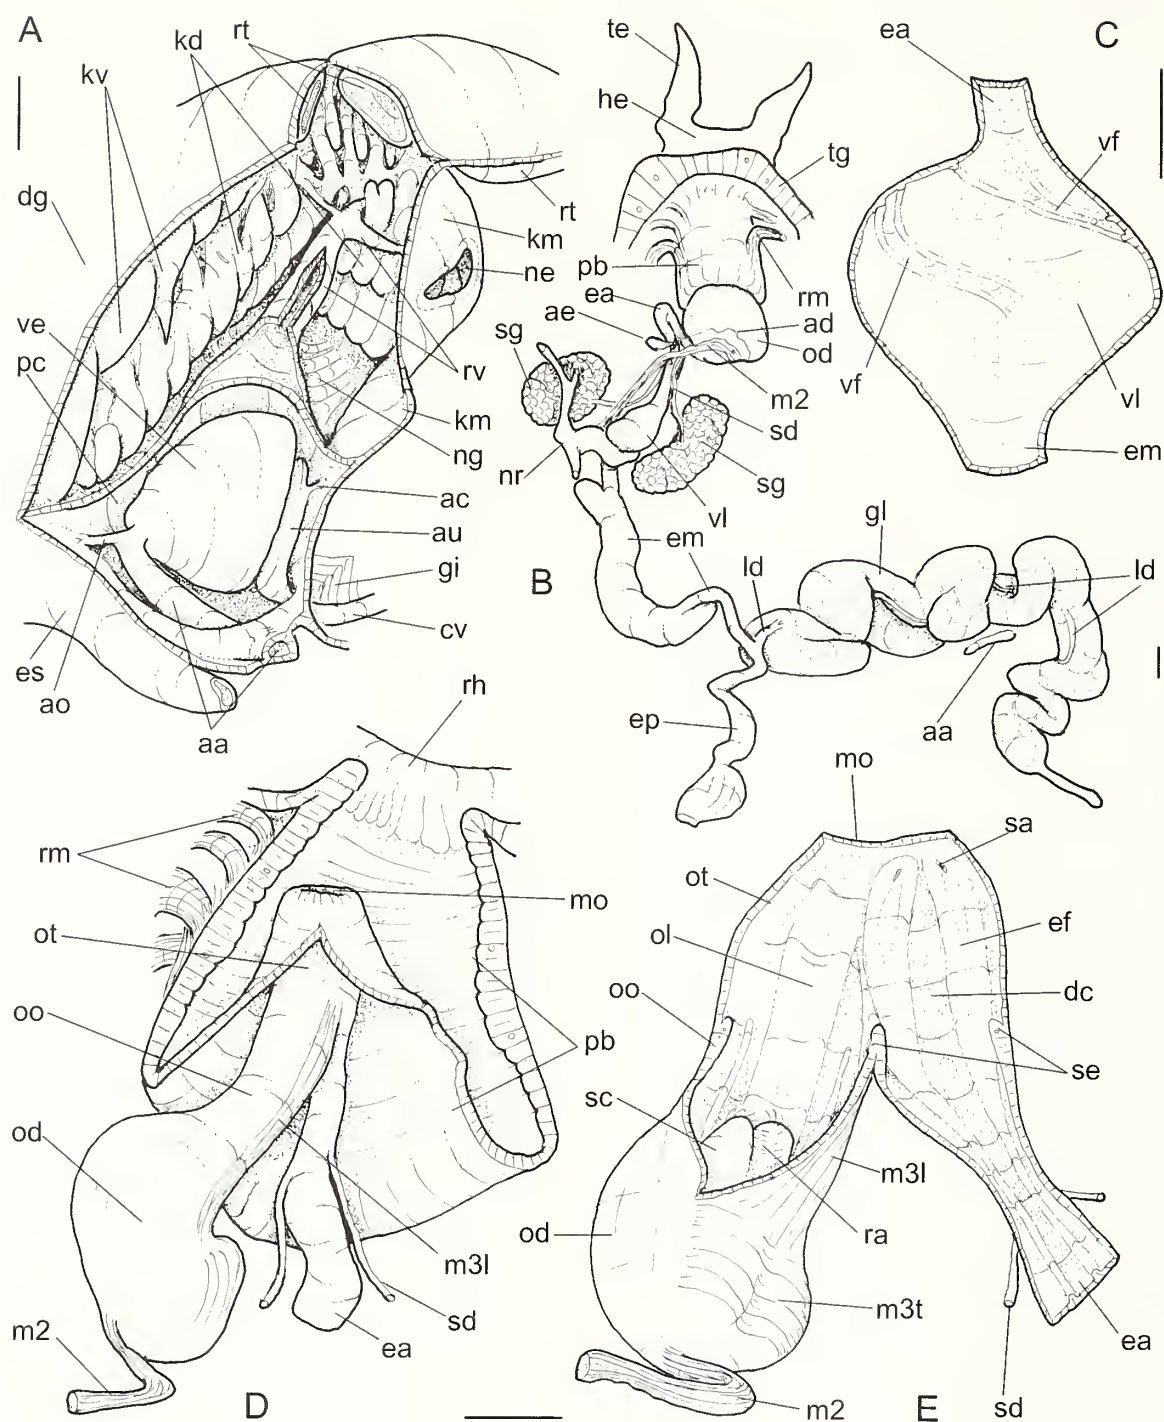 A
kv
kd
rt
dg
ve
pc
es
ao
aa
rt
km
ne
rv
km
ng
ac
au
gi
cv
B
te
he
tg
pb
ea
ae
sg
nr
rm
ad
od
m2
sd
sg
vl
em
ld
gl
ld
aa
ep
C
ea
vf
vf
vl
em
D
rh
rm
ot
oo
od
m2
mo
pb
m3l
sd
ea
E
mo
sa
ot
ol
oo
sc
od
ef
dc
se
m3l
ra
m3t
ea
m2
sd